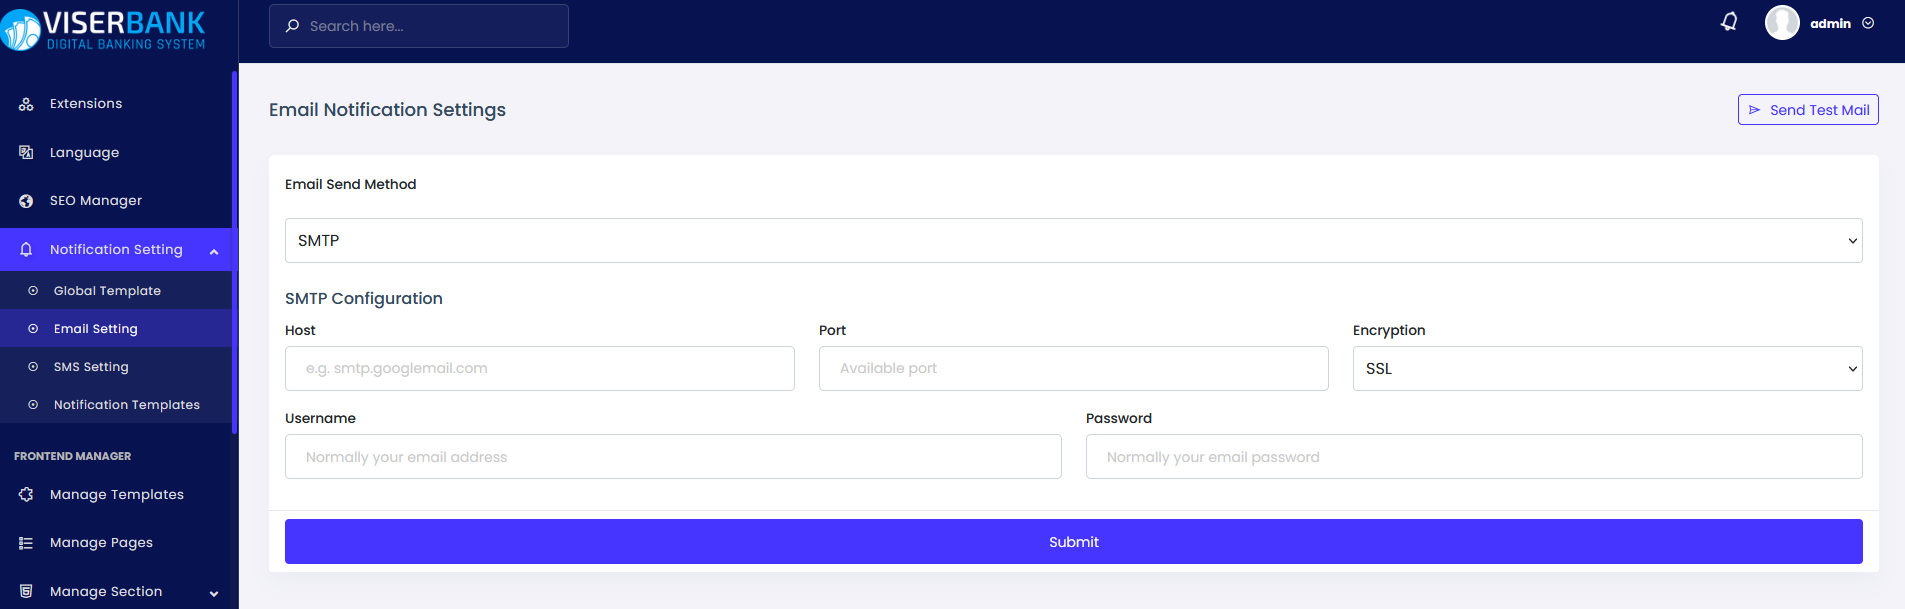 VISERBANK
DIGITAL BANKING SYSTEM
Search here...
admin
Extensions
Language
SEO Manager
Notification Setting
Global Template
Email Setting
SMS Setting
Notification Templates
FRONTEND MANAGER
Manage Templates
Manage Pages
Manage Section
Email Notification Settings
Send Test Mail
Email Send Method
SMTP
SMTP Configuration
Host
Port
Encryption
e.g. smtp.googlemail.com
Available port
SSL
Username
Password
Normally your email address
Normally your email password
Submit